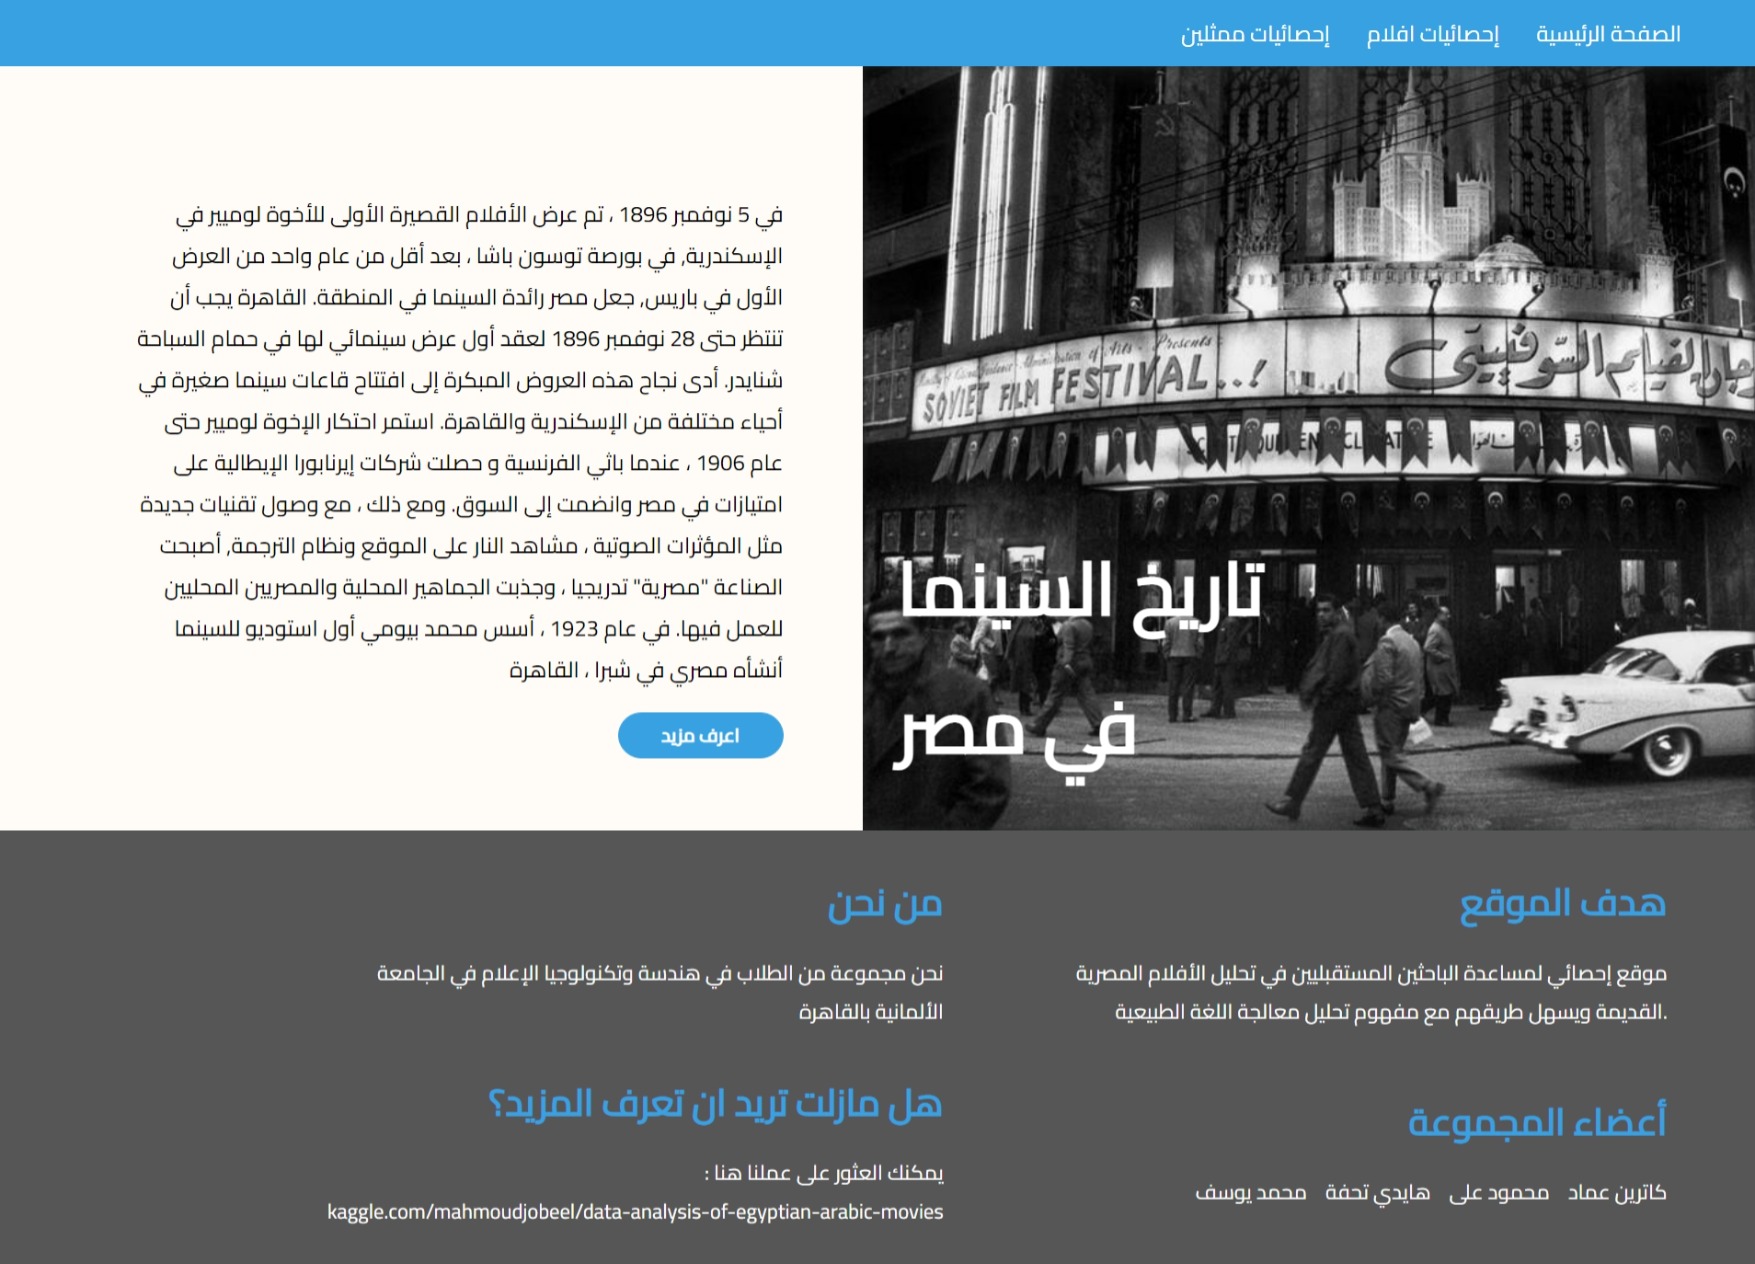 الصفحة الرئيسية
إحصائيات افلام
إحصائيات ممثلين
SOVIET FILM FESTIVAL..!
السوفييتى
تاريخ السينما
في مصر
في 5 نوفمبر 1896 ، تم عرض الأفلام القصيرة الأولى للأخوة لوميير في
الإسكندرية, في بورصة توسون باشا ، بعد أقل من عام واحد من العرض
الأول في باريس, جعل مصر رائدة السينما في المنطقة. القاهرة يجب أن
تنتظر حتى 28 نوفمبر 1896 لعقد أول عرض سينمائي لها في حمام السباحة
شنايدر. أدى نجاح هذه العروض المبكرة إلى افتتاح قاعات سينما صغيرة في
أحياء مختلفة من الإسكندرية والقاهرة. استمر احتكار الإخوة لوميير حتى
عام 1906 ، عندما باثي الفرنسية و حصلت شركات إيرنابورا الإيطالية على
امتيازات في مصر وانضمت إلى السوق. ومع ذلك ، مع وصول تقنيات جديدة
مثل المؤثرات الصوتية ، مشاهد النار على الموقع ونظام الترجمة, أصبحت
الصناعة "مصرية" تدريجيا ، وجذبت الجماهير المحلية والمصريين المحليين
للعمل فيها. في عام 1923 ، أسس محمد بيومي أول استوديو للسينما
أنشأه مصري في شبرا ، القاهرة
اعرف مزيد
هدف الموقع
موقع إحصائي لمساعدة الباحثين المستقبليين في تحليل الأفلام المصرية
.القديمة ويسهل طريقهم مع مفهوم تحليل معالجة اللغة الطبيعية
من نحن
نحن مجموعة من الطلاب في هندسة وتكنولوجيا الإعلام في الجامعة
الألمانية بالقاهرة
أعضاء المجموعة
كاترين عماد محمود على هايدي تحفة محمد يوسف
هل مازلت تريد ان تعرف المزيد؟
يمكنك العثور على عملنا هنا :
kaggle.com/mahmoudjobeel/data-analysis-of-egyptian-arabic-movies